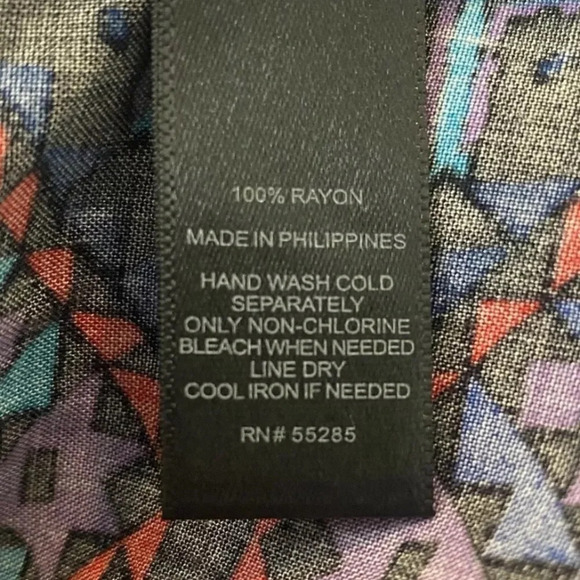 100% RAYON
MADE IN PHILIPPINES
HAND WASH COLD
SEPARATELY
ONLY NON-CHLORINE
BLEACH WHEN NEEDED
LINE DRY
COOL IRON IF NEEDED
RN# 55285